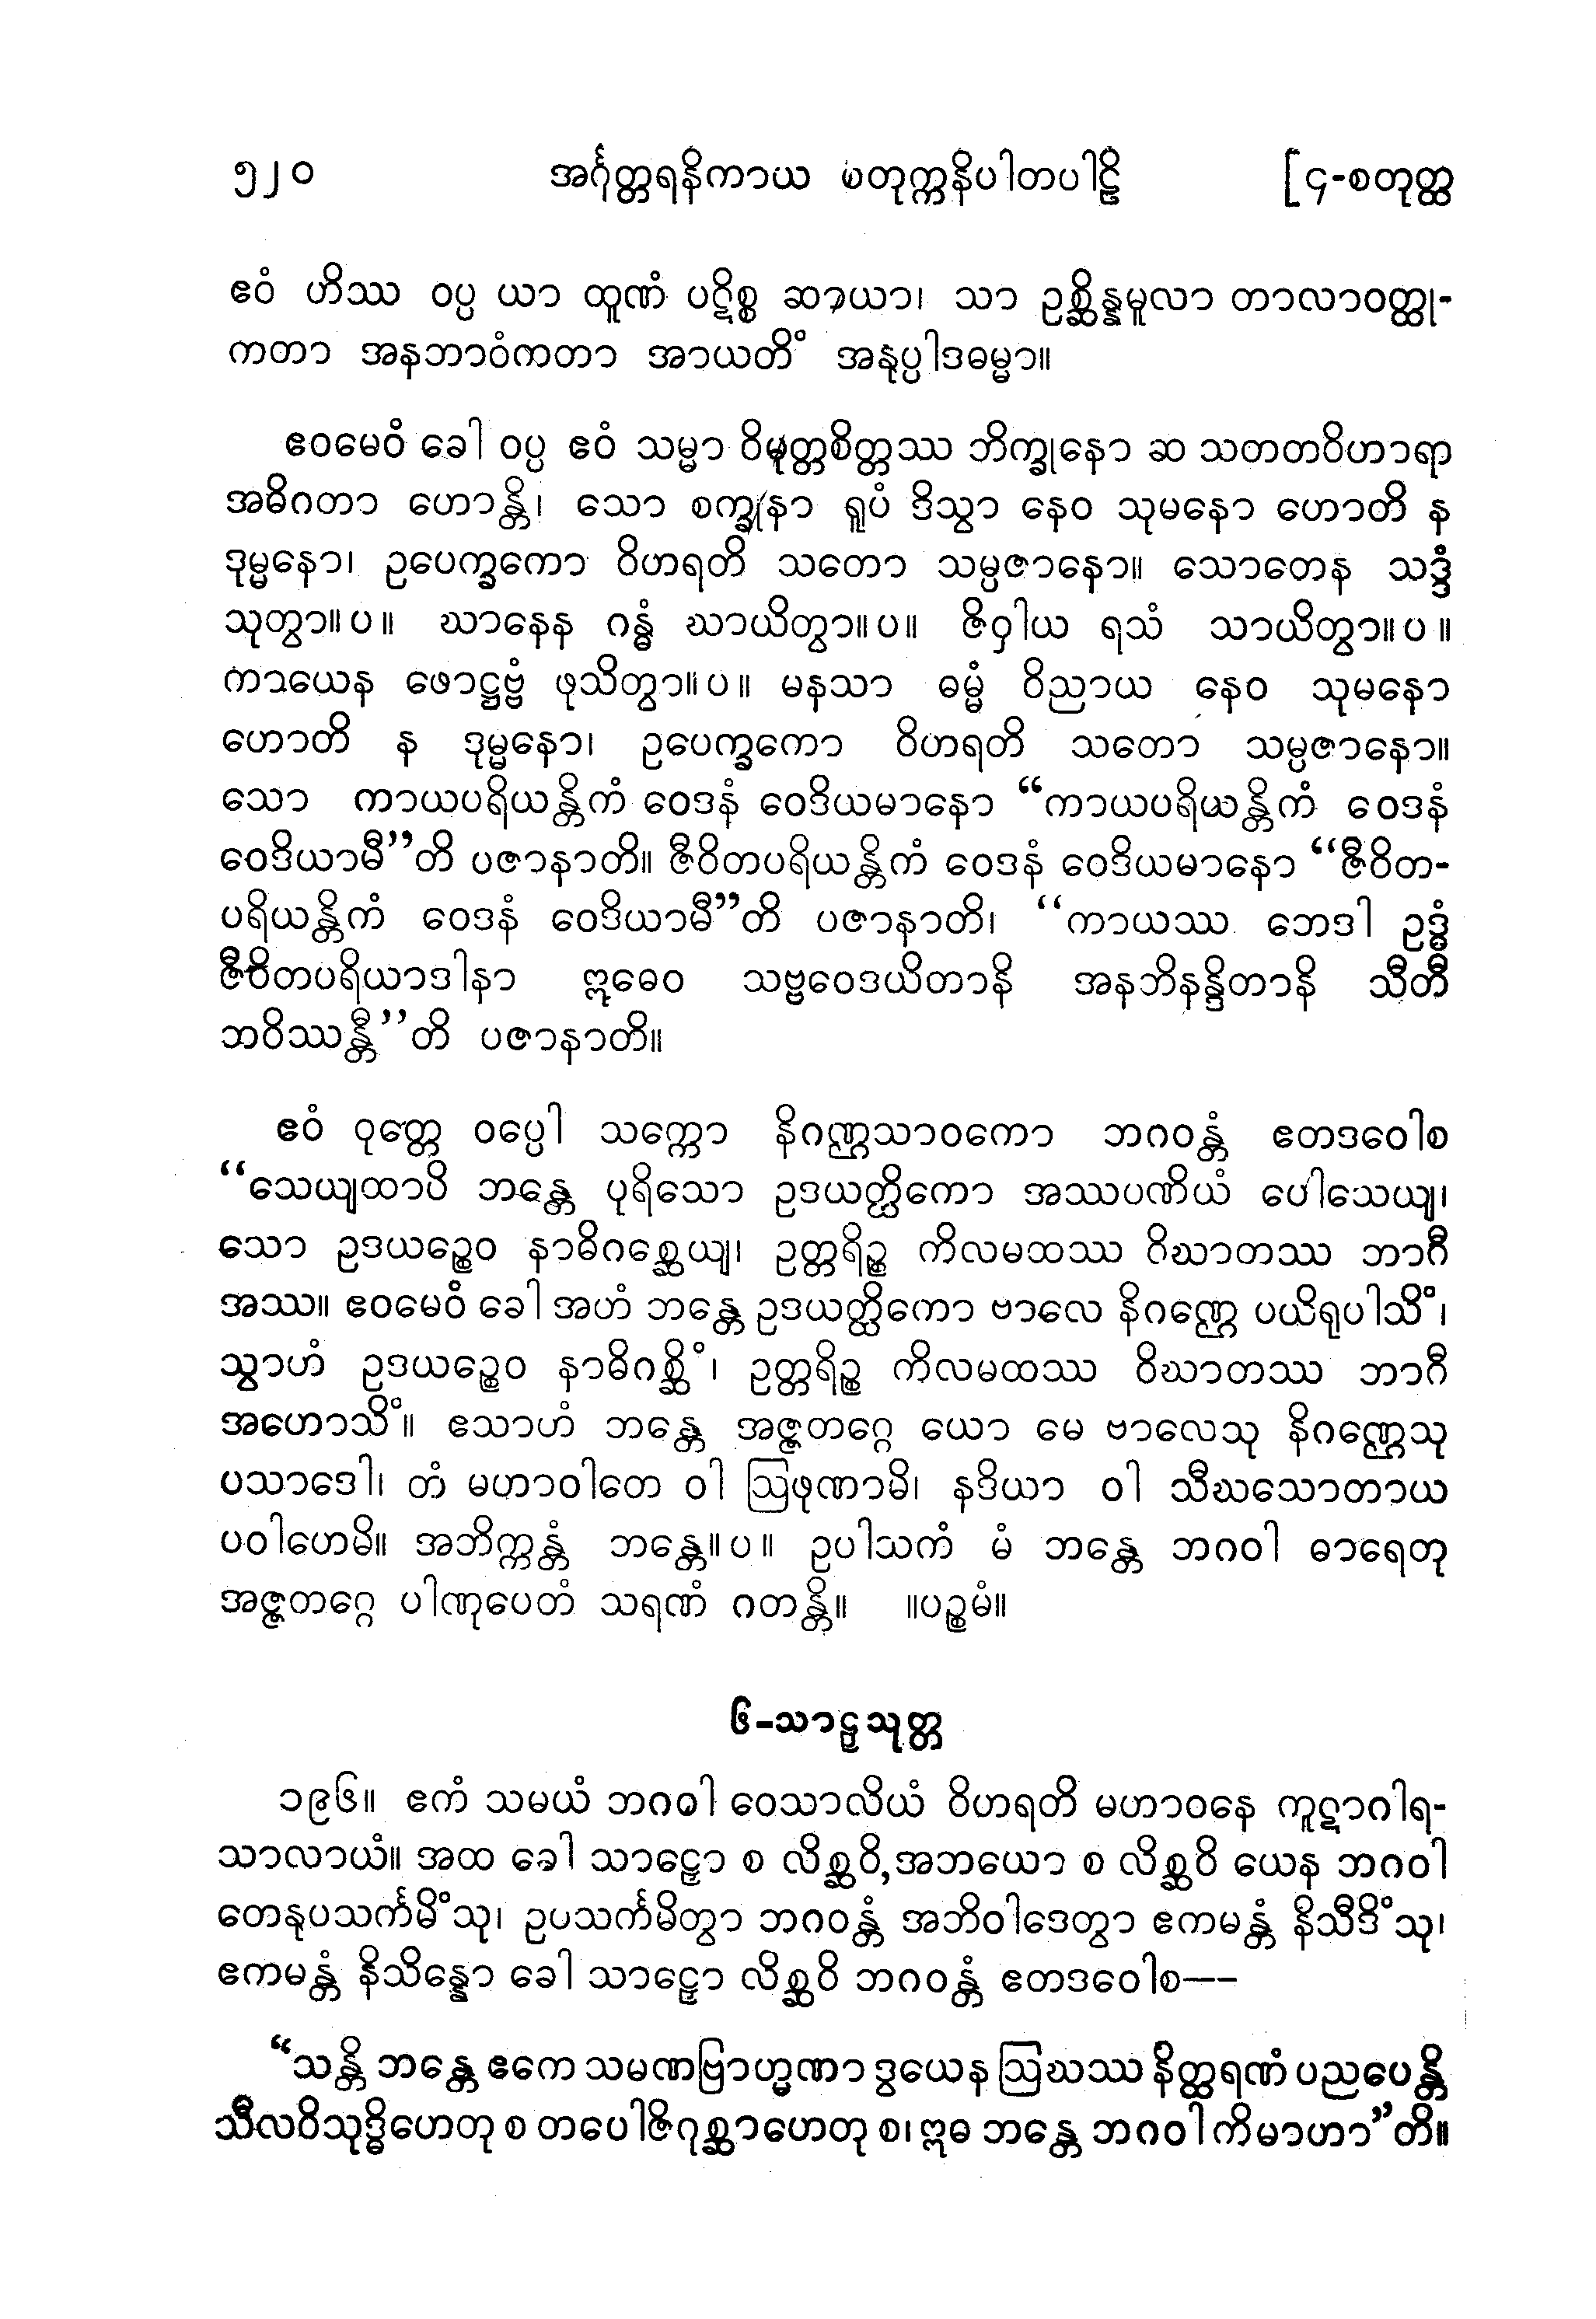 ၅၂၀ အင်္ဂုတ္တရနိကာယ စတုက္ကနိပါတပါဠိ [၄-စတုတ္ထ
ဧဝံ ဟိဿ ဝပ္ပ ယာ ထူဏံ ပဋိစ္စ ဆာယာ၊ သာ ဥစ္ဆိန္နမူလာ တာလာဝတ္ထု-
ကတာ အနဘာဝံကတာ အာယတိံ အနုပ္ပါဒဓမ္မာ။
ဧဝမေဝံ ခေါ ဝပ္ပ ဧဝံ သမ္မာ ဝိမုတ္တစိတ္တဿ ဘိက္ခုနော ဆ သတတဝိဟာရာ
အဓိဂတာ ဟောန္တိ၊ သော စက္ခုနာ ရူပံ ဒိသွာ နေဝ သုမနော ဟောတိ န
ဒုမ္မနော၊ ဥပေက္ခကော ဝိဟရတိ သတော သမ္ပဇာနော။ သောတေန သဒ္ဒံ
သုတွာ။ပ။ ဃာနေန ဂန္ဓံ ဃာယိတွာ။ပ။ ဇိဝှါယ ရသံ သာယိတွာ။ပ။
ကာယေန ဖောဋ္ဌဗ္ဗံ ဖုသိတွာ။ပ။ မနသာ ဓမ္မံ ဝိညာယ နေဝ သုမနော
ဟောတိ န ဒုမ္မနော၊ ဥပေက္ခကော ဝိဟရတိ သတော သမ္ပဇာနော။
သော ကာယပရိယန္တိကံ ဝေဒနံ ဝေဒိယမာနော “ကာယပရိယန္တိကံ ဝေဒနံ
ဝေဒိယာမီ”တိ ပဇာနာတိ။ ဇီဝိတပရိယန္တိကံ ဝေဒနံ ဝေဒိယမာနော “ဇီဝိတ-
ပရိယန္တိကံ ဝေဒနံ ဝေဒိယာမီ”တိ ပဇာနာတိ၊ “ကာယဿ ဘေဒါ ဥဒ္ဓံ
ဇီဝိတပရိယာဒါနာ ဣဓေဝ သဗ္ဗဝေဒယိတာနိ အနဘိနန္ဒိတာနိ သီတီ
ဘဝိဿန္တီ”တိ ပဇာနာတိ။
ဧဝံ ဝုတ္တေ ဝပ္ပေါ သက္ကော နိဂဏ္ဌသာဝကော ဘဂဝန္တံ ဧတဒဝေါစ
“သေယျထာပိ ဘန္တေ ပုရိသော ဥဒယတ္ထိကော အဿပဏိယံ ပေါသေယျ၊
သော ဥဒယဉ္စေဝ နာဓိဂစ္ဆေယျ၊ ဥတ္တရိဉ္စ ကိလမထဿ ဝိဃာတဿ ဘာဂီ
အဿ။ ဧဝမေဝံ ခေါ အဟံ ဘန္တေ ဥဒယတ္ထိကော ဗာလေ နိဂဏ္ဌေ ပယိရုပါသိံ၊
သွာဟံ ဥဒယဉ္စေဝ နာဓိဂစ္ဆိံ၊ ဥတ္တရိဉ္စ ကိလမထဿ ဝိဃာတဿ ဘာဂီ
အဟောသိံ။ ဧသာဟံ ဘန္တေ အဇ္ဇတဂ္ဂေ ယော မေ ဗာလေသု နိဂဏ္ဌေသု
ပသာဒေါ၊ တံ မဟာဝါတေ ဝါ ဩဖုဏာမိ၊ နဒိယာ ဝါ သီဃသောတာယ
ပဝါဟေမိ။ အဘိက္ကန္တံ ဘန္တေ။ပ။ ဥပါသကံ မံ ဘန္တေ ဘဂဝါ ဓာရေတု
အဇ္ဇတဂ္ဂေ ပါဏုပေတံ သရဏံ ဂတန္တိ။ ။ပဉ္စမံ။
၆-သာဠှသုတ္တ
၁၉၆။ ဧကံ သမယံ ဘဂဝါ ဝေသာလိယံ ဝိဟရတိ မဟာဝနေ ကူဋာဂါရ-
သာလာယံ။ အထ ခေါ သာဠှော စ လိစ္ဆဝိ,အဘယော စ လိစ္ဆဝိ ယေန ဘဂဝါ
တေနုပသင်္ကမိံသု၊ ဥပသင်္ကမိတွာ ဘဂဝန္တံ အဘိဝါဒေတွာ ဧကမန္တံ နိသီဒိံသု၊
ဧကမန္တံ နိသိန္နော ခေါ သာဠှော လိစ္ဆဝိ ဘဂဝန္တံ ဧတဒဝေါစ——
“သန္တိ ဘန္တေ ဧကေ သမဏဗြာဟ္မဏာ ဒွယေန ဩဃဿ နိတ္ထရဏံ ပညပေန္တိ
သီလဝိသုဒ္ဓိဟေတု စ တပေါဇိဂုစ္ဆာဟေတု စ၊ ဣဓ ဘန္တေ ဘဂဝါ ကိမာဟာ”တိ။